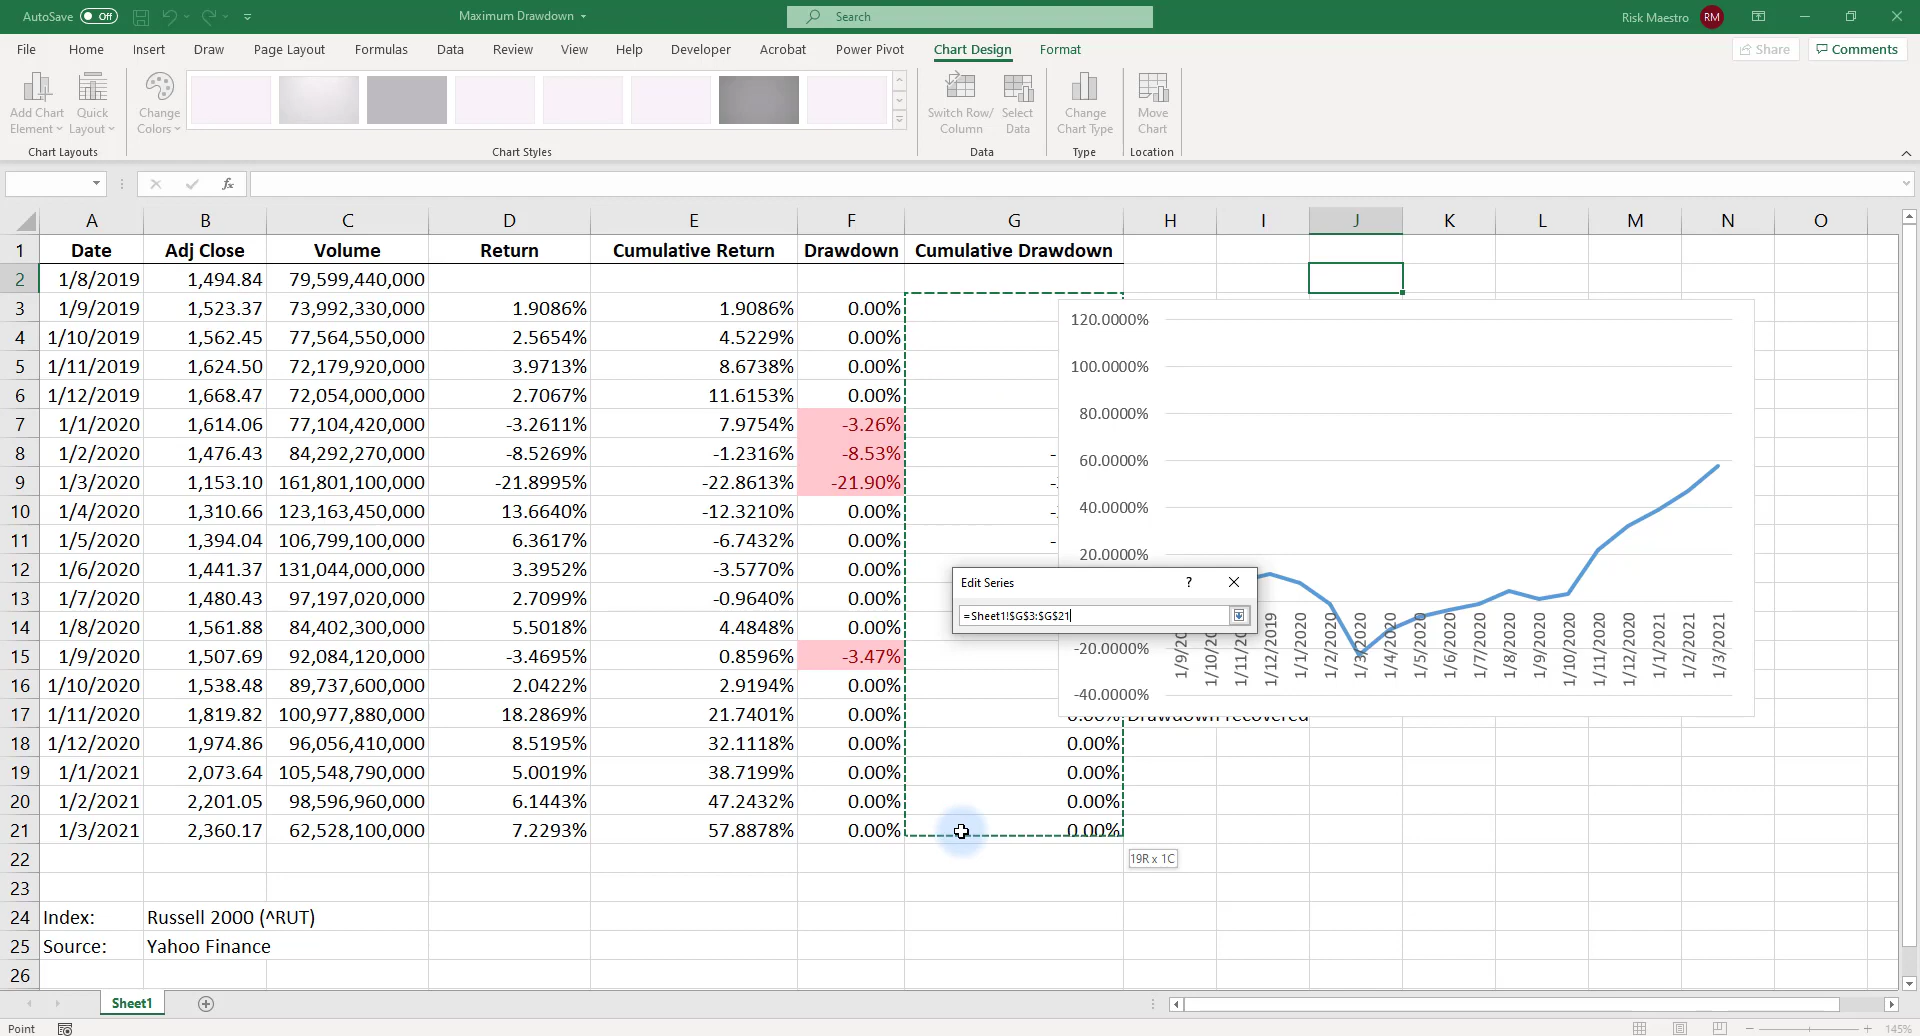 AutoSave Off Maximum Drawdown Search Risk Maestro RM
File Home Insert Draw Page Layout Formulas Data Review View Help Developer Acrobat Power Pivot Chart Design Format Share Comments
Add Chart Element Quick Layout Change Colors Switch Row/ Column Select Data Change Chart Type Move Chart
Chart Layouts Chart Styles Data Type Location
fx
A B C D E F G H I J K L M N O
1 Date Adj Close Volume Return Cumulative Return Drawdown Cumulative Drawdown
2 1/8/2019 1,494.84 79,599,440,000
3 1/9/2019 1,523.37 73,992,330,000 1.9086% 1.9086% 0.00%
4 1/10/2019 1,562.45 77,564,550,000 2.5654% 4.5229% 0.00%
5 1/11/2019 1,624.50 72,179,920,000 3.9713% 8.6738% 0.00%
6 1/12/2019 1,668.47 72,054,000,000 2.7067% 11.6153% 0.00%
7 1/1/2020 1,614.06 77,104,420,000 -3.2611% 7.9754% -3.26%
8 1/2/2020 1,476.43 84,292,270,000 -8.5269% -1.2316% -8.53% -
9 1/3/2020 1,153.10 161,801,100,000 -21.8995% -22.8613% -21.90% -
10 1/4/2020 1,310.66 123,163,450,000 13.6640% -12.3210% 0.00% -
11 1/5/2020 1,394.04 106,799,100,000 6.3617% -6.7432% 0.00% -
12 1/6/2020 1,441.37 131,044,000,000 3.3952% -3.5770% 0.00%
13 1/7/2020 1,480.43 97,197,020,000 2.7099% -0.9640% 0.00%
14 1/8/2020 1,561.88 84,402,300,000 5.5018% 4.4848% 0.00%
15 1/9/2020 1,507.69 92,084,120,000 -3.4695% 0.8596% -3.47%
16 1/10/2020 1,538.48 89,737,600,000 2.0422% 2.9194% 0.00%
17 1/11/2020 1,819.82 100,977,880,000 18.2869% 21.7401% 0.00% 0.00% Drawdown recovered
18 1/12/2020 1,974.86 96,056,410,000 8.5195% 32.1118% 0.00% 0.00%
19 1/1/2021 2,073.64 105,548,790,000 5.0019% 38.7199% 0.00% 0.00%
20 1/2/2021 2,201.05 98,596,960,000 6.1443% 47.2432% 0.00% 0.00%
21 1/3/2021 2,360.17 62,528,100,000 7.2293% 57.8878% 0.00% 0.00%
22
23
24 Index: Russell 2000 (^RUT)
25 Source: Yahoo Finance
26
120.0000%
100.0000%
80.0000%
60.0000%
40.0000%
20.0000%
-20.0000%
-40.0000%
1/9/20
1/10/2
1/11/2019
1/12/2019
1/1/2020
1/2/2020
1/3/2020
1/4/2020
1/5/2020
1/6/2020
1/7/2020
1/8/2020
1/9/2020
1/10/2020
1/11/2020
1/12/2020
1/1/2021
1/2/2021
1/3/2021
Edit Series ?
=Sheet1!$G$3:$G$21
19R x 1C
Sheet1
Point 145%